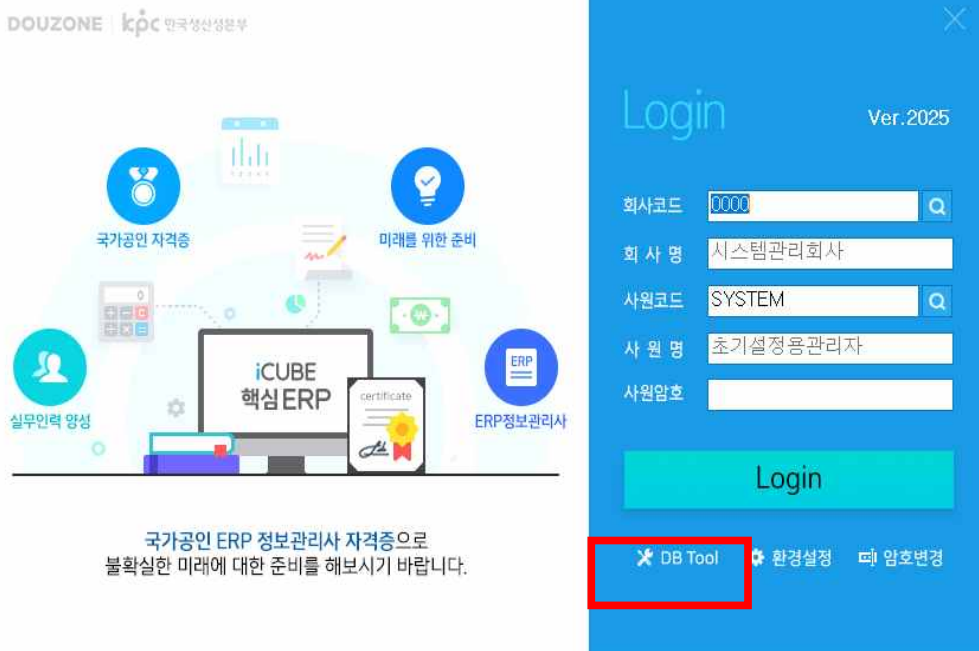 DOUZONE kpc 한국생산성본부
Login
Ver.2025
국가공인 자격증
미래를 위한 준비
회사코드 0000
회 사 명 시스템관리회사
사원코드 SYSTEM
사 원 명 초기설정용관리자
사원암호
실무인력 양성
iCUBE
핵심ERP
certificate
ERP
ERP정보관리사
Login
국가공인 ERP 정보관리사 자격증으로
불확실한 미래에 대한 준비를 해보시기 바랍니다.
DB Tool 환경설정 암호변경